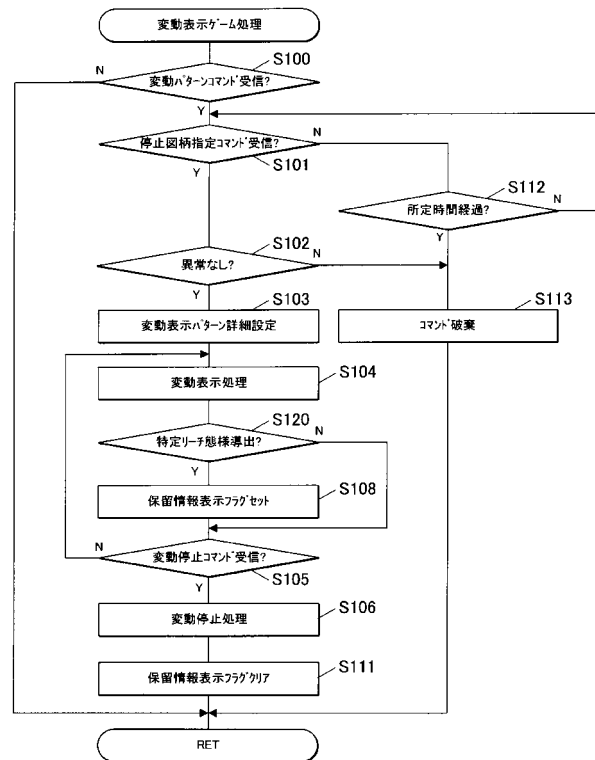 変動表示ゲーム処理
S100
変動パターンコマンド受信?
N
Y
停止図柄指定コマンド受信?
N
S101
Y
S112
所定時間経過?
N
Y
S102
異常なし?
N
Y
S103
変動表示パターン詳細設定
S113
コマンド破棄
変動表示処理
S104
S120
特定リーチ態様導出?
N
Y
保留情報表示フラグセット
S108
N
変動停止コマンド受信?
S105
Y
変動停止処理
S106
保留情報表示フラグクリア
S111
RET